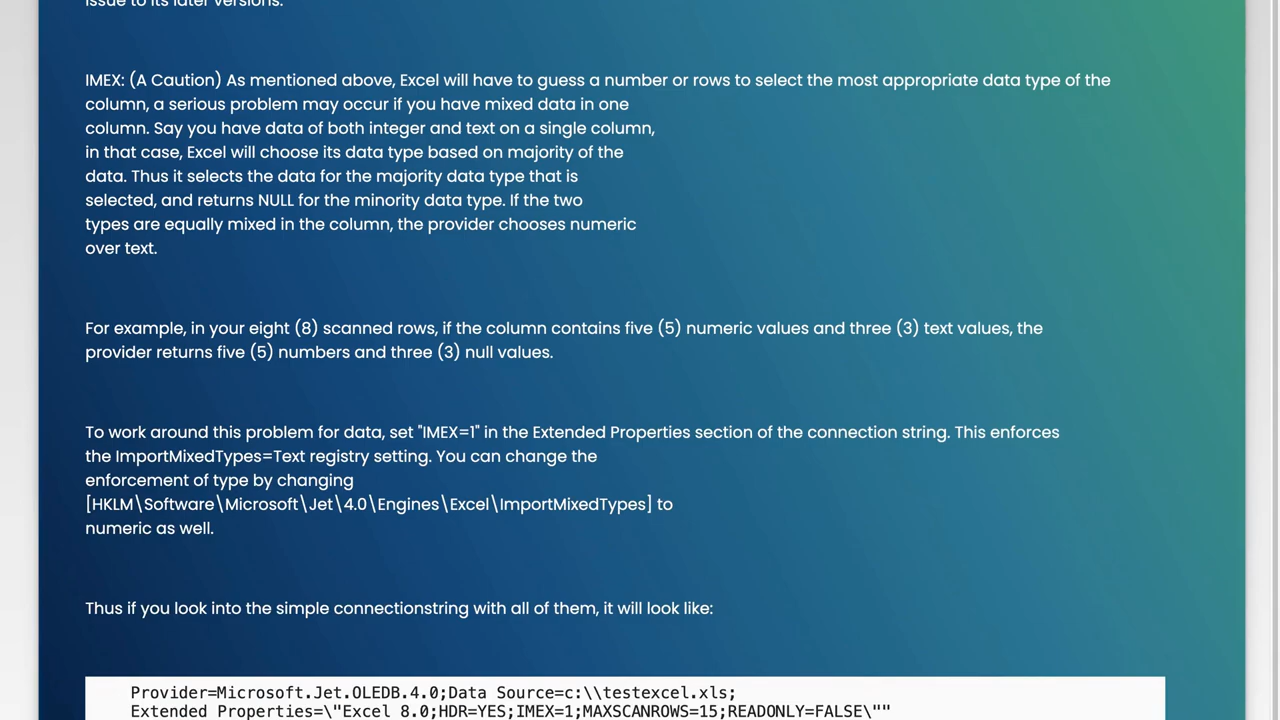 issue to its later versions.
IMEX: (A Caution) As mentioned above, Excel will have to guess a number or rows to select the most appropriate data type of the
column, a serious problem may occur if you have mixed data in one
column. Say you have data of both integer and text on a single column,
in that case, Excel will choose its data type based on majority of the
data. Thus it selects the data for the majority data type that is
selected, and returns NULL for the minority data type. If the two
types are equally mixed in the column, the provider chooses numeric
over text.
For example, in your eight (8) scanned rows, if the column contains five (5) numeric values and three (3) text values, the
provider returns five (5) numbers and three (3) null values.
To work around this problem for data, set "IMEX=1" in the Extended Properties section of the connection string. This enforces
the ImportMixedTypes=Text registry setting. You can change the
enforcement of type by changing
[HKLM\Software\Microsoft\Jet\4.0\Engines\Excel\ImportMixedTypes] to
numeric as well.
Thus if you look into the simple connectionstring with all of them, it will look like:
Provider=Microsoft.Jet.OLEDB.4.0;Data Source=c:\\testexcel.xls;
Extended Properties=\"Excel 8.0;HDR=YES;IMEX=1;MAXSCANROWS=15;READONLY=FALSE\""